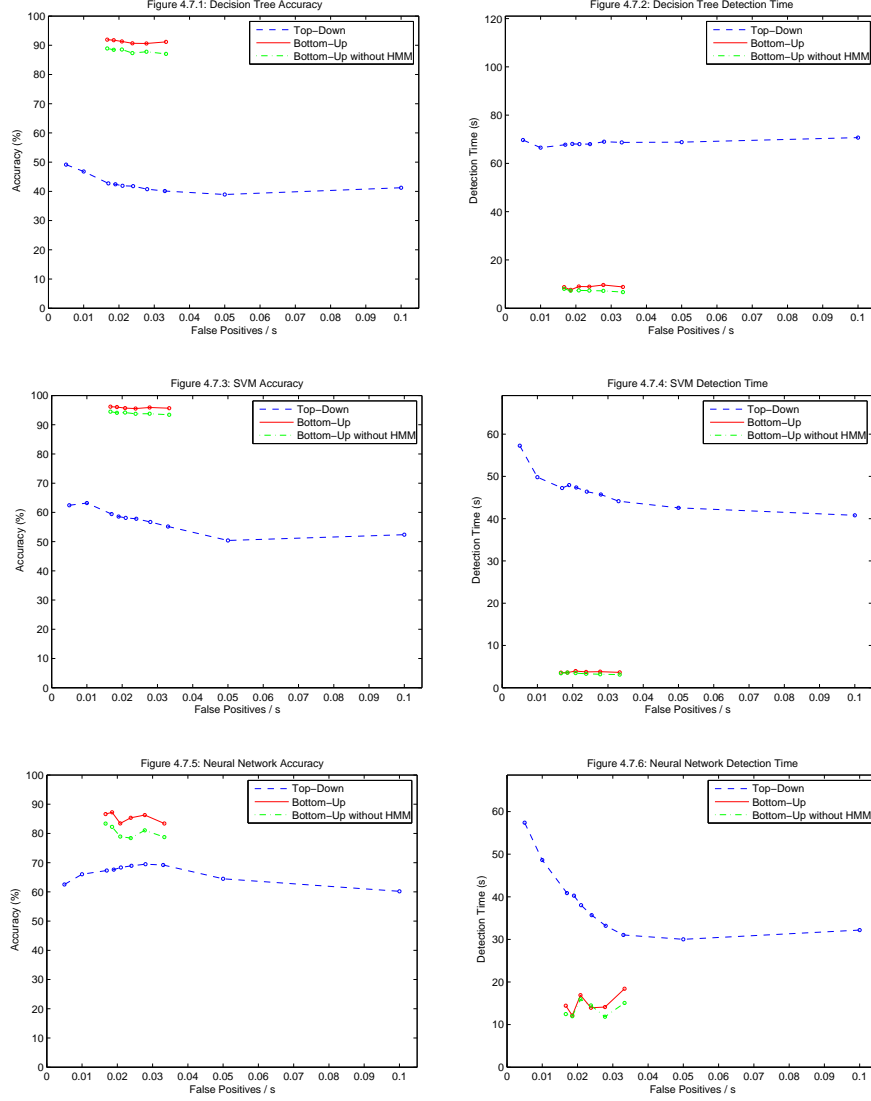 Figure 4.7.1: Decision Tree Accuracy
100
90
80
70
60
50
40
30
20
10
0
Accuracy (%)
Top−Down
Bottom−Up
Bottom−Up without HMM
0 0.01 0.02 0.03 0.04 0.05 0.06 0.07 0.08 0.09 0.1
False Positives / s
Figure 4.7.2: Decision Tree Detection Time
120
100
80
60
40
20
0
Detection Time (s)
Top−Down
Bottom−Up
Bottom−Up without HMM
0 0.01 0.02 0.03 0.04 0.05 0.06 0.07 0.08 0.09 0.1
False Positives / s
Figure 4.7.3: SVM Accuracy
100
90
80
70
60
50
40
30
20
10
0
Accuracy (%)
Top−Down
Bottom−Up
Bottom−Up without HMM
0 0.01 0.02 0.03 0.04 0.05 0.06 0.07 0.08 0.09 0.1
False Positives / s
Figure 4.7.4: SVM Detection Time
60
50
40
30
20
10
0
Detection Time (s)
Top−Down
Bottom−Up
Bottom−Up without HMM
0 0.01 0.02 0.03 0.04 0.05 0.06 0.07 0.08 0.09 0.1
False Positives / s
Figure 4.7.5: Neural Network Accuracy
100
90
80
70
60
50
40
30
20
10
0
Accuracy (%)
Top−Down
Bottom−Up
Bottom−Up without HMM
0 0.01 0.02 0.03 0.04 0.05 0.06 0.07 0.08 0.09 0.1
False Positives / s
Figure 4.7.6: Neural Network Detection Time
60
50
40
30
20
10
0
Detection Time (s)
Top−Down
Bottom−Up
Bottom−Up without HMM
0 0.01 0.02 0.03 0.04 0.05 0.06 0.07 0.08 0.09 0.1
False Positives / s